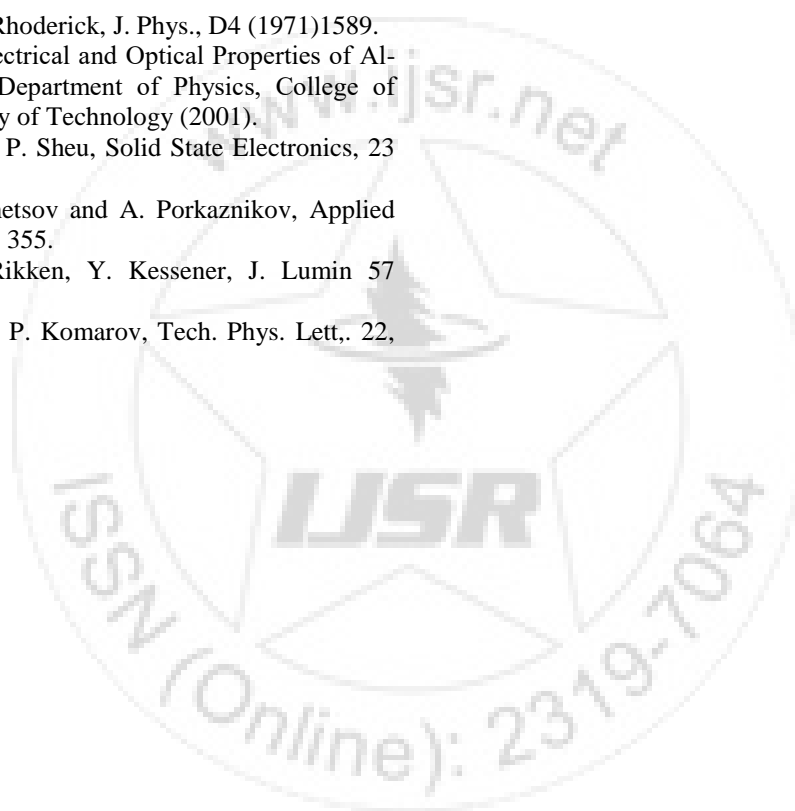 Rhoderick, J. Phys., D4 (1971)1589.
ectrical and Optical Properties of Al-
Department of Physics, College of
y of Technology (2001).
P. Sheu, Solid State Electronics, 23
netsov and A. Porkaznikov, Applied
355.
Rikken, Y. Kessener, J. Lumin 57
P. Komarov, Tech. Phys. Lett,. 22,
www.ijsr.net
IJSR
ISSN (Online): 2319-7064